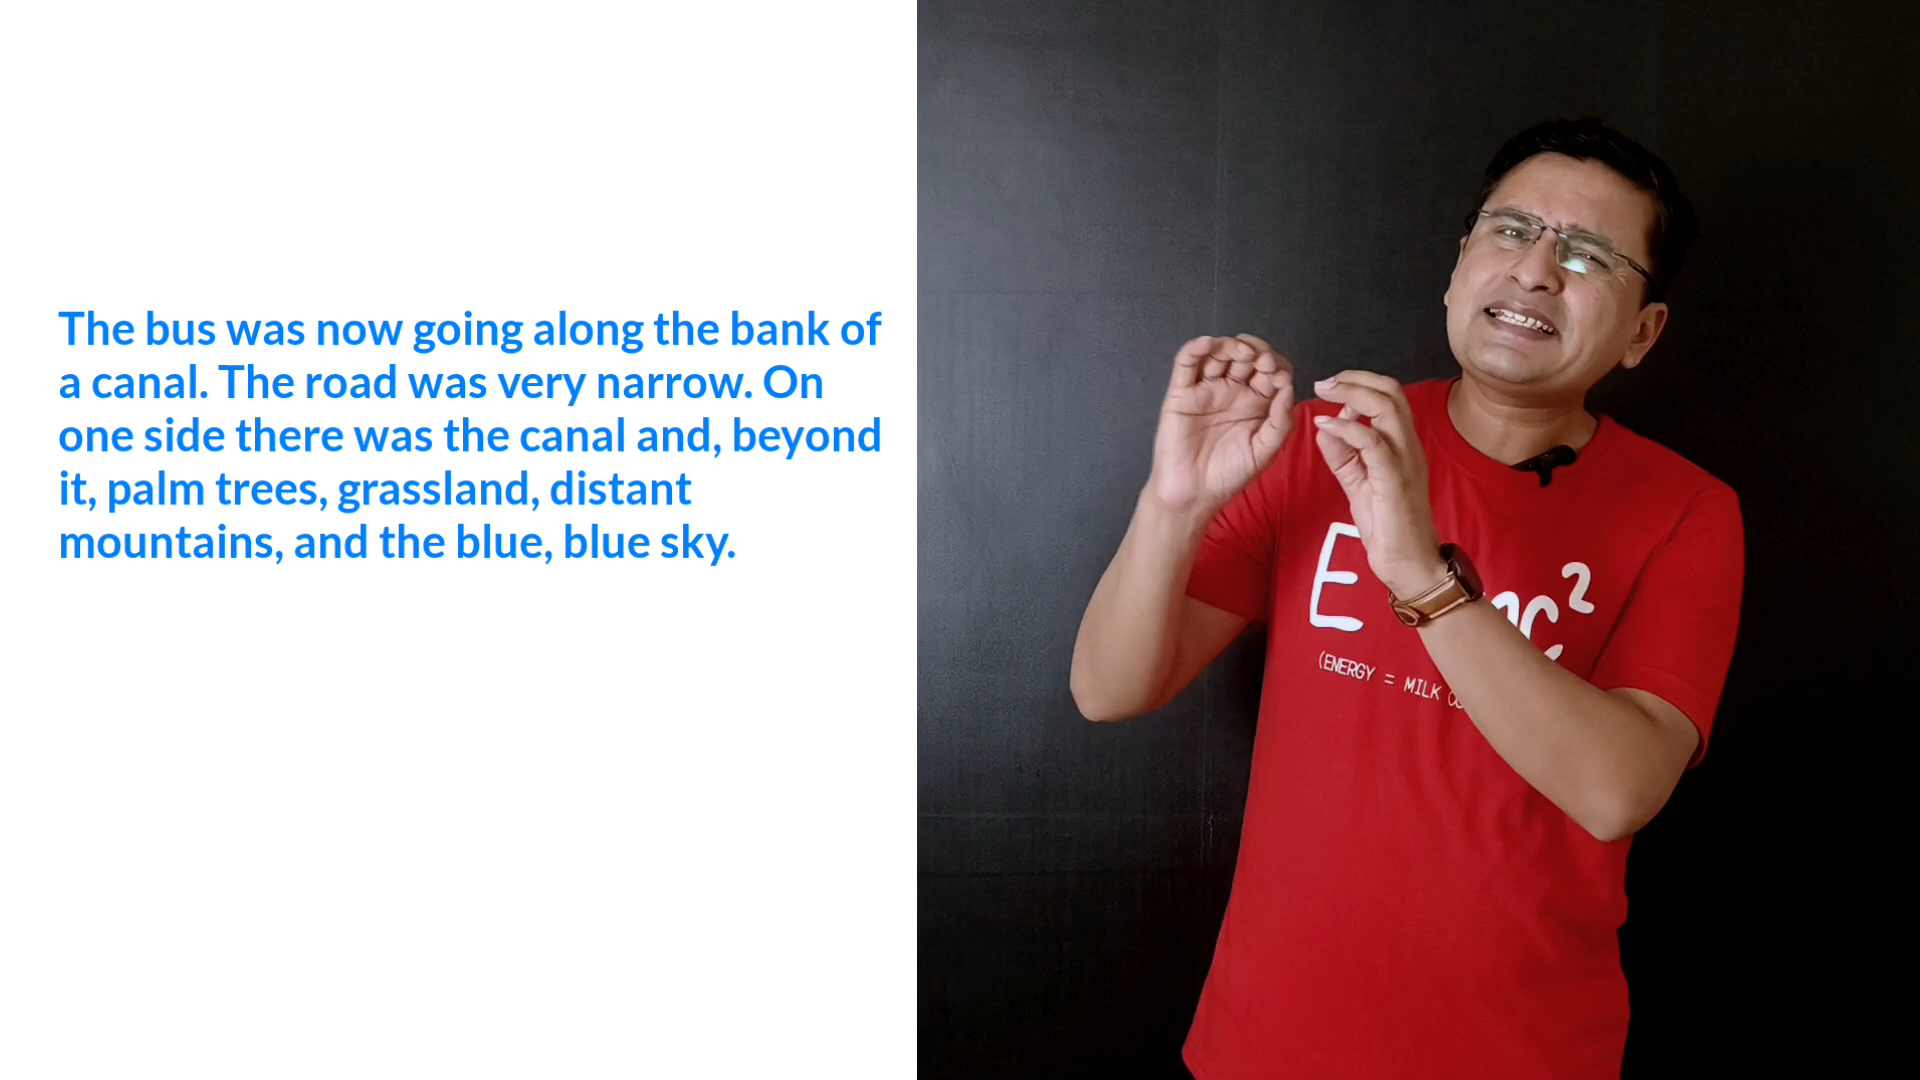 The bus was now going along the bank of
a canal. The road was very narrow. On
one side there was the canal and, beyond
it, palm trees, grassland, distant
mountains, and the blue, blue sky.
E c²
(ENERGY = MILK